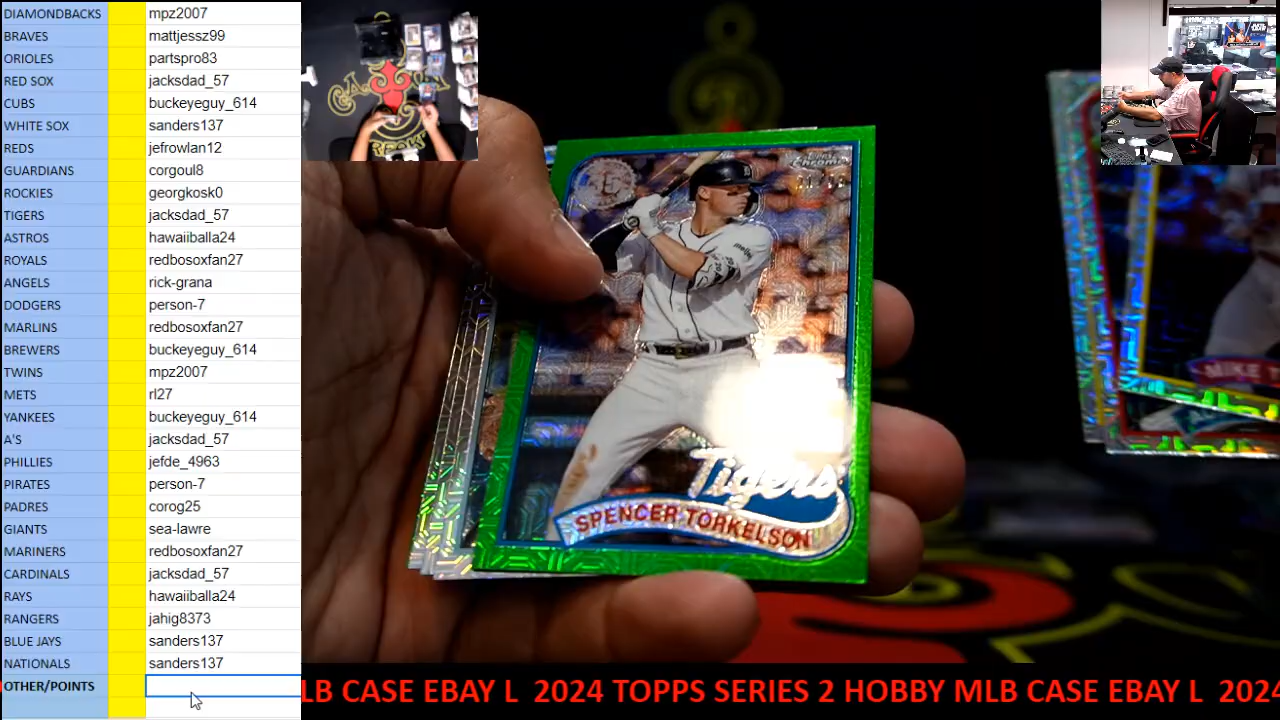 DIAMONDBACKS mpz2007
BRAVES mattjessz99
ORIOLES partspro83
RED SOX jacksdad_57
CUBS buckeyeguy_614
WHITE SOX sanders137
REDS jefrowlan12
GUARDIANS corgoul8
ROCKIES georgkosk0
TIGERS jacksdad_57
ASTROS hawaiiballa24
ROYALS redbosoxfan27
ANGELS rick-grana
DODGERS person-7
MARLINS redbosoxfan27
BREWERS buckeyeguy_614
TWINS mpz2007
METS rl27
YANKEES buckeyeguy_614
A'S jacksdad_57
PHILLIES jefde_4963
PIRATES person-7
PADRES corog25
GIANTS sea-lawre
MARINERS redbosoxfan27
CARDINALS jacksdad_57
RAYS hawaiiballa24
RANGERS jahig8373
BLUE JAYS sanders137
NATIONALS sanders137
OTHER/POINTS
Topps
Chrome
Tigers
SPENCER TORKELSON
MIKE
LB CASE EBAY L 2024 TOPPS SERIES 2 HOBBY MLB CASE EBAY L 2024